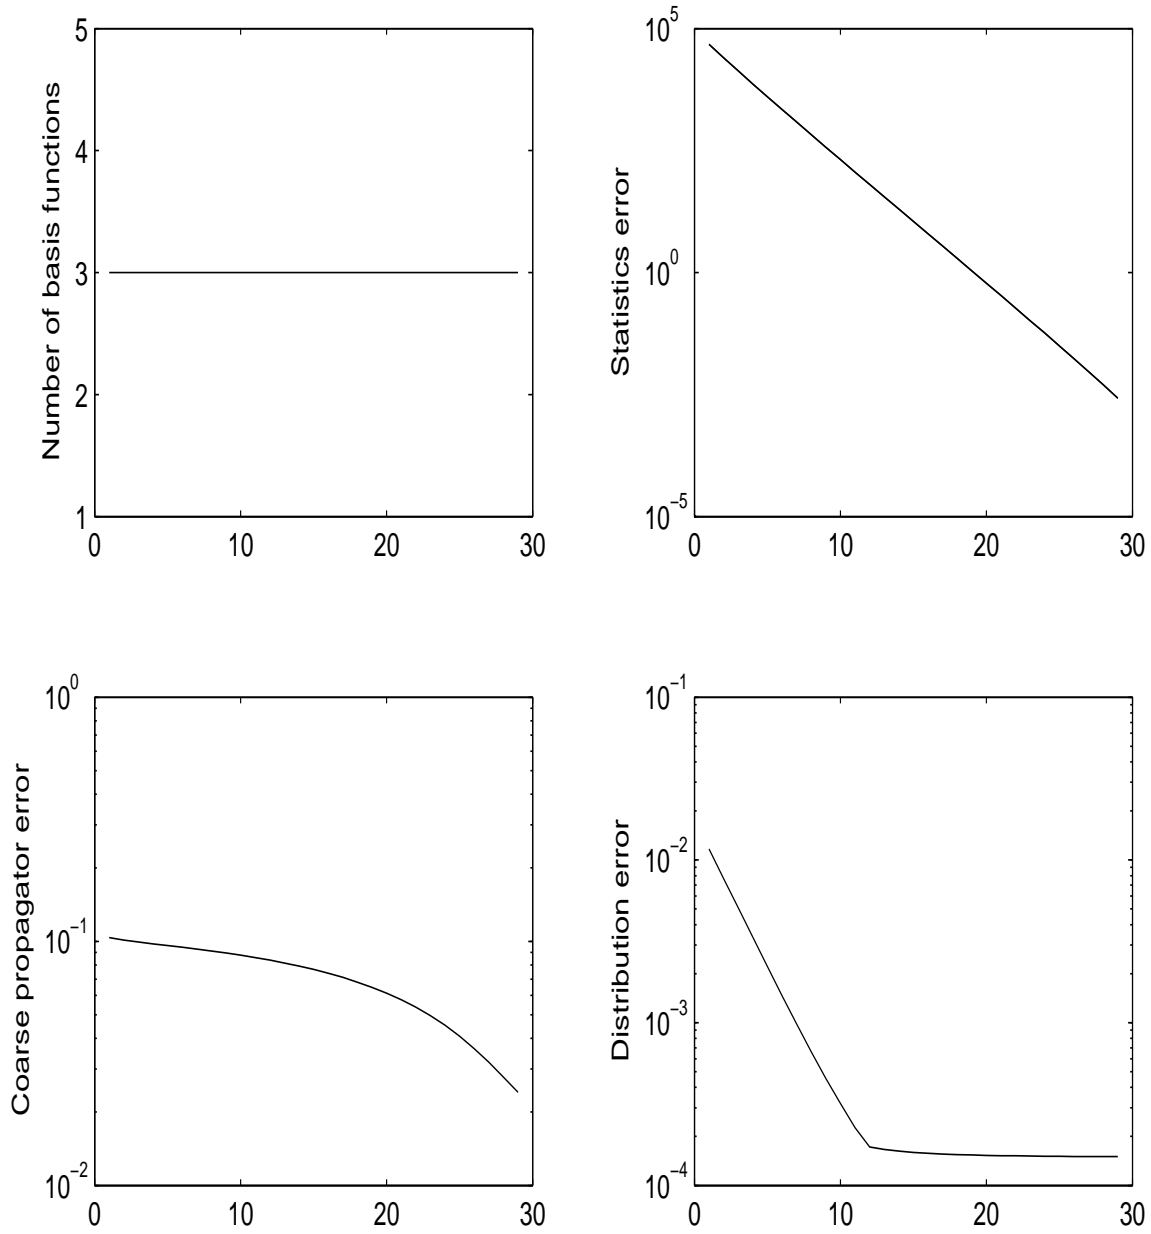 5
4
3
2
1
0 10 20 30
Number of basis functions
10^5
10^0
10^−5
0 10 20 30
Statistics error
10^0
10^−1
10^−2
0 10 20 30
Coarse propagator error
10^−1
10^−2
10^−3
10^−4
0 10 20 30
Distribution error